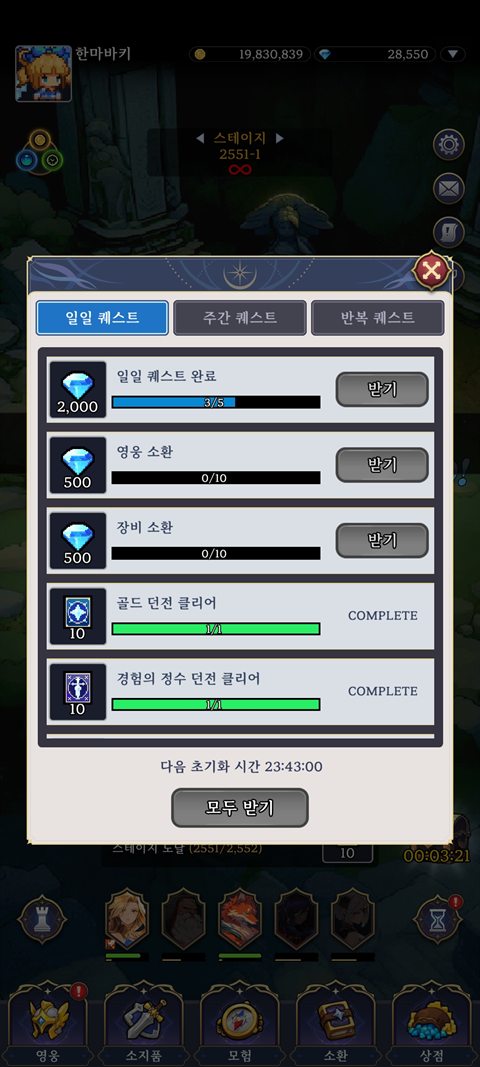 한마바키
19,830,839
28,550
스테이지
2551-1
일일 퀘스트
주간 퀘스트
반복 퀘스트
2,000
일일 퀘스트 완료
3/5
받기
500
영웅 소환
0/10
받기
500
장비 소환
0/10
받기
10
골드 던전 클리어
1/1
COMPLETE
10
경험의 정수 던전 클리어
1/1
COMPLETE
다음 초기화 시간 23:43:00
모두 받기
스테이지 도달 (2551/2,552)
10
00:03:21
영웅
소지품
모험
소환
상점